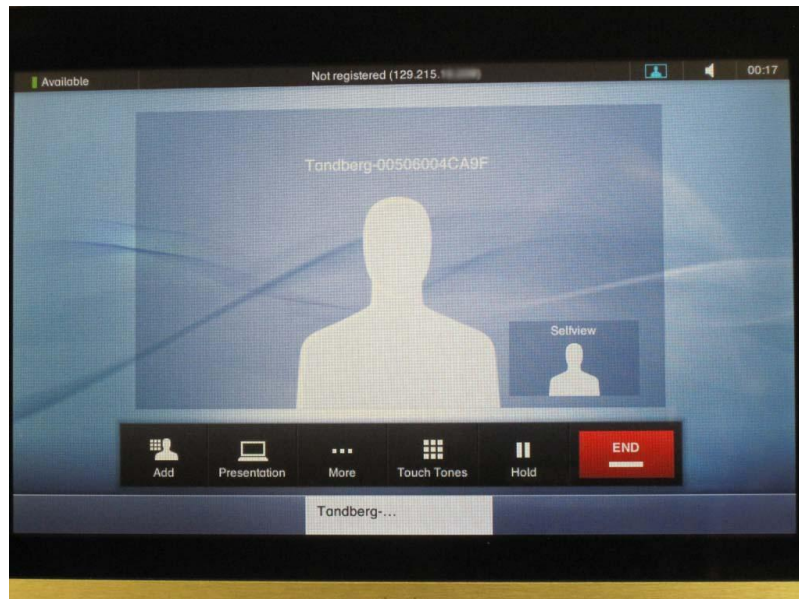 Available
Not registered (129.215.
00:17
Tandberg-00506004CA9F
Selfview
Add
Presentation
More
Touch Tones
Hold
END
Tandberg-...